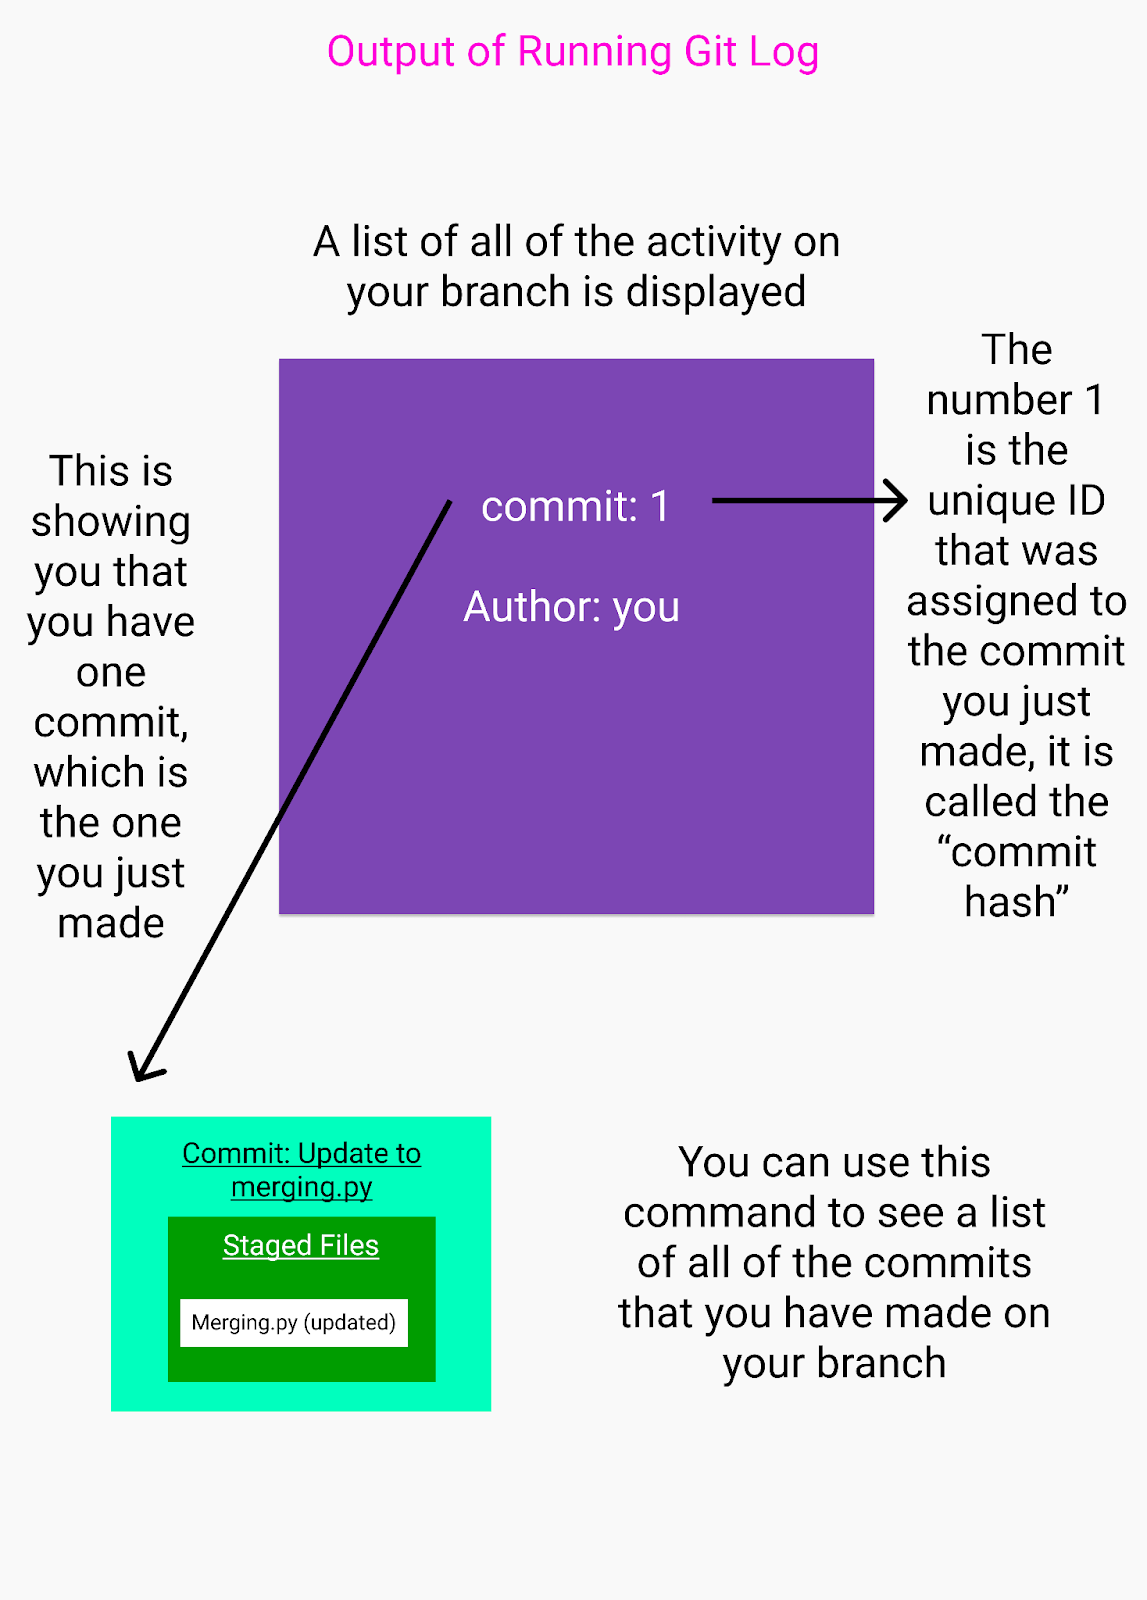 Output of Running Git Log
A list of all of the activity on
your branch is displayed
This is
showing
you that
you have
one
commit,
which is
the one
you just
made
commit: 1
Author: you
The
number 1
is the
unique ID
that was
assigned to
the commit
you just
made, it is
called the
“commit
hash”
Commit: Update to
merging.py
Staged Files
Merging.py (updated)
You can use this
command to see a list
of all of the commits
that you have made on
your branch